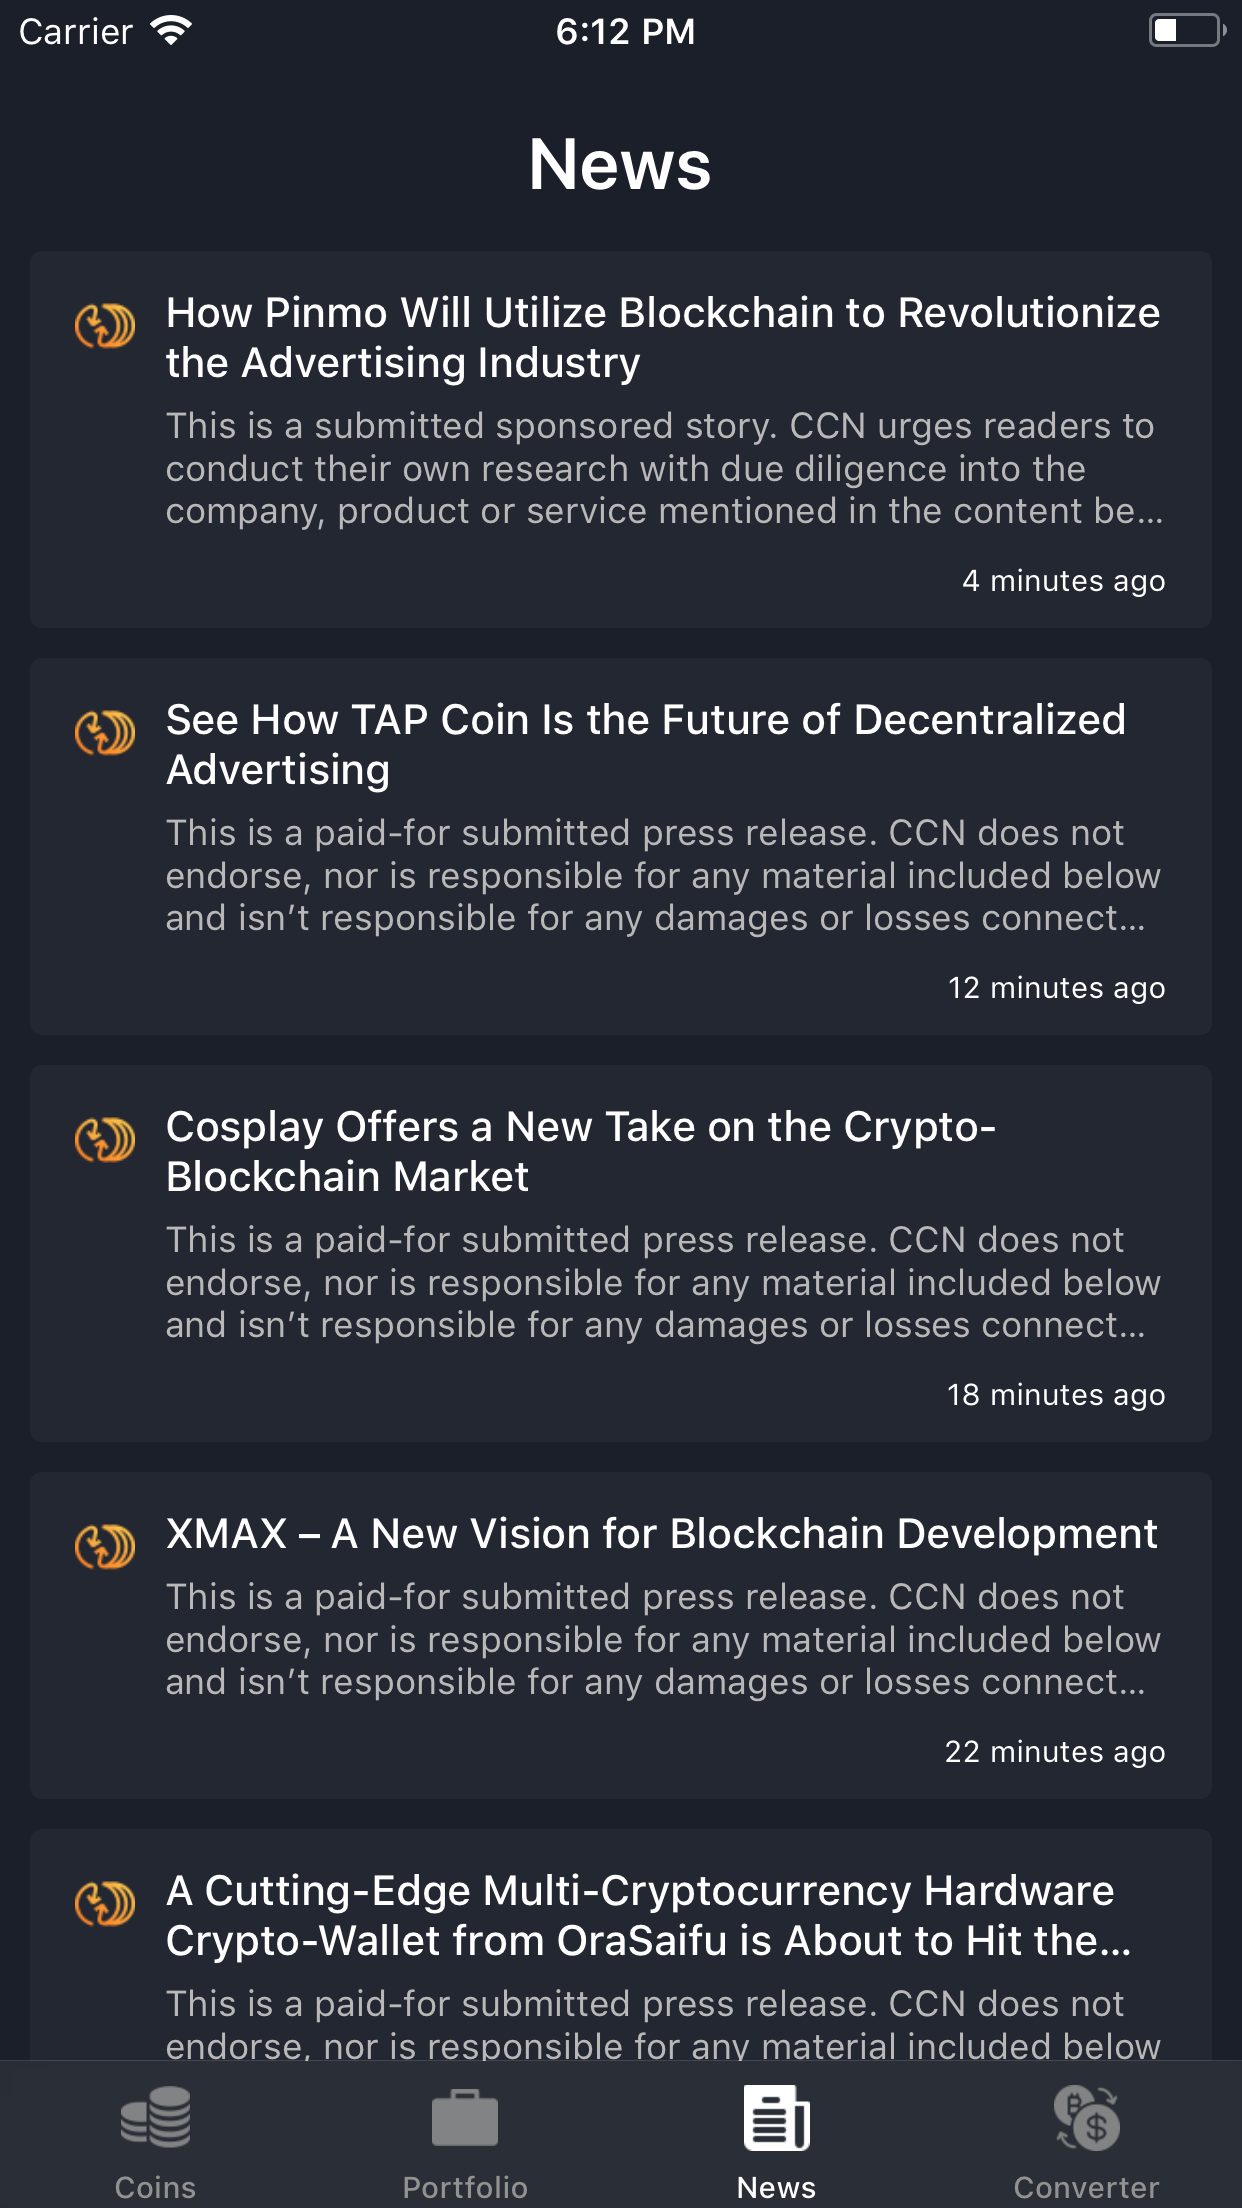 Carrier
6:12 PM
News
How Pinmo Will Utilize Blockchain to Revolutionize
the Advertising Industry
This is a submitted sponsored story. CCN urges readers to
conduct their own research with due diligence into the
company, product or service mentioned in the content be...
4 minutes ago
See How TAP Coin Is the Future of Decentralized
Advertising
This is a paid-for submitted press release. CCN does not
endorse, nor is responsible for any material included below
and isn’t responsible for any damages or losses connect...
12 minutes ago
Cosplay Offers a New Take on the Crypto-
Blockchain Market
This is a paid-for submitted press release. CCN does not
endorse, nor is responsible for any material included below
and isn’t responsible for any damages or losses connect...
18 minutes ago
XMAX – A New Vision for Blockchain Development
This is a paid-for submitted press release. CCN does not
endorse, nor is responsible for any material included below
and isn’t responsible for any damages or losses connect...
22 minutes ago
A Cutting-Edge Multi-Cryptocurrency Hardware
Crypto-Wallet from OraSaifu is About to Hit the...
This is a paid-for submitted press release. CCN does not
endorse, nor is responsible for any material included below
Coins
Portfolio
News
Converter